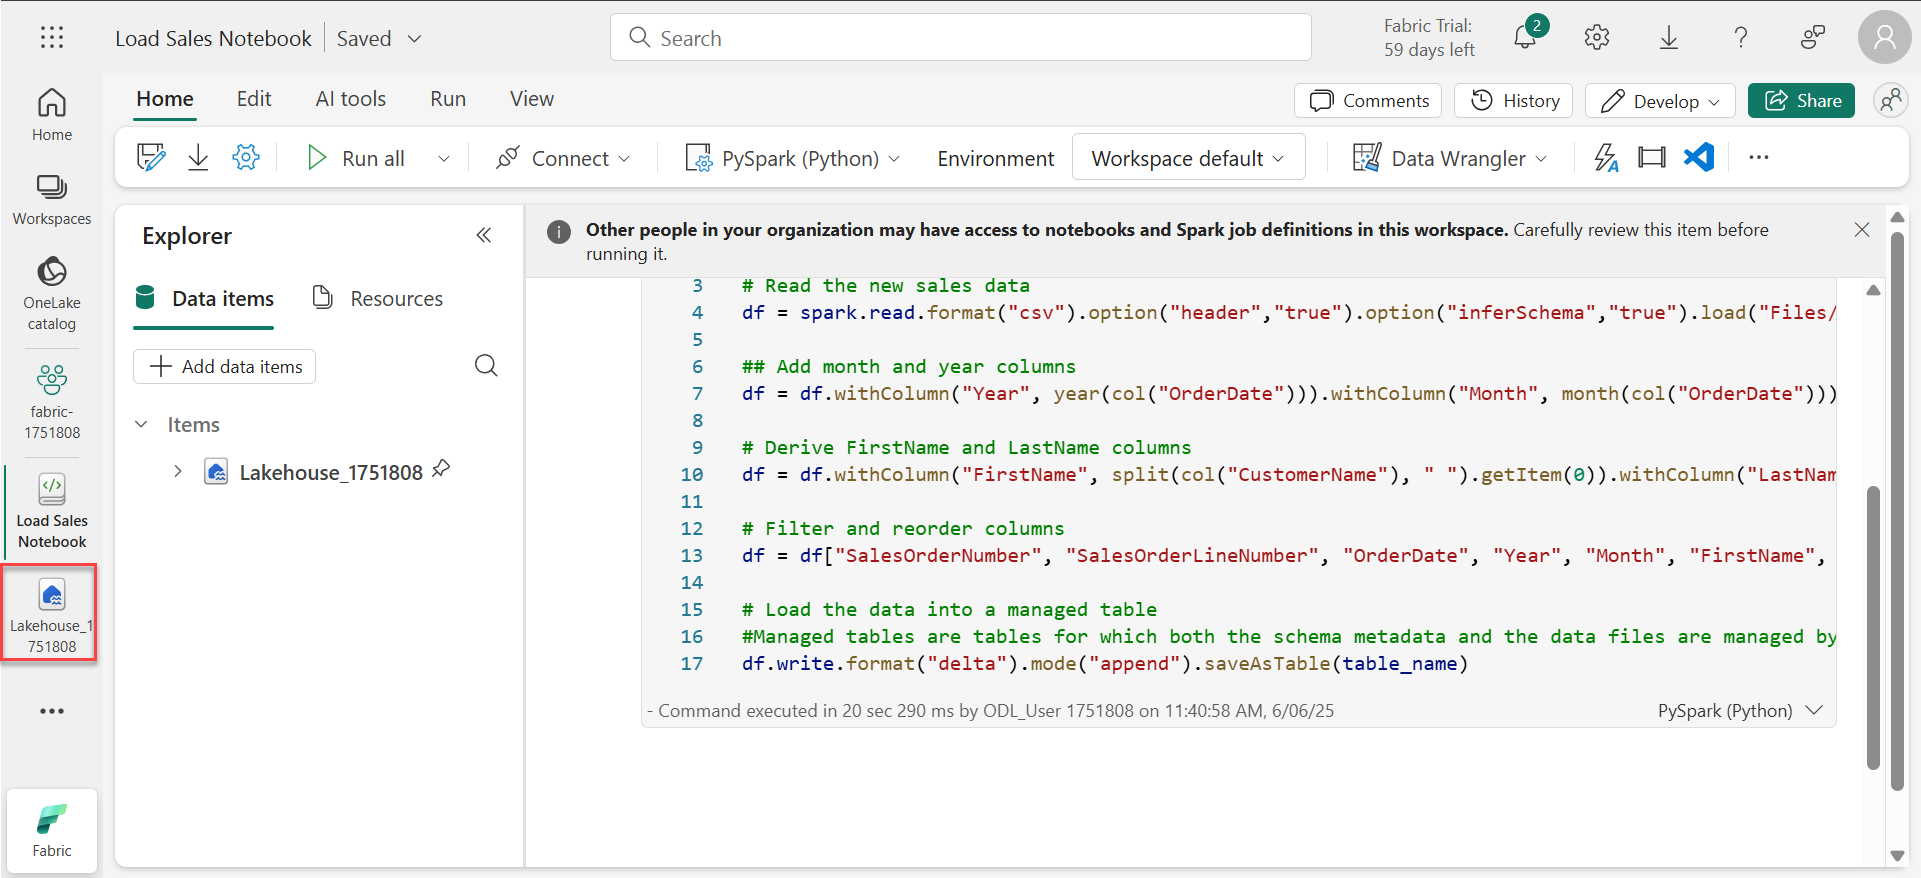 Load Sales Notebook
Saved
Search
Fabric Trial:
59 days left
2
Home
Edit
AI tools
Run
View
Comments
History
Develop
Share
Run all
Connect
PySpark (Python)
Environment
Workspace default
Data Wrangler
Home
Workspaces
OneLake
catalog
fabric-
1751808
Load Sales
Notebook
Lakehouse_1
751808
Fabric
Explorer
Data items
Resources
Add data items
Items
Lakehouse_1751808
Other people in your organization may have access to notebooks and Spark job definitions in this workspace. Carefully review this item before
running it.
3 # Read the new sales data
4 df = spark.read.format("csv").option("header","true").option("inferSchema","true").load("Files/
5
6 ## Add month and year columns
7 df = df.withColumn("Year", year(col("OrderDate"))).withColumn("Month", month(col("OrderDate")))
8
9 # Derive FirstName and LastName columns
10 df = df.withColumn("FirstName", split(col("CustomerName"), " ").getItem(0)).withColumn("LastNam
11
12 # Filter and reorder columns
13 df = df["SalesOrderNumber", "SalesOrderLineNumber", "OrderDate", "Year", "Month", "FirstName",
14
15 # Load the data into a managed table
16 #Managed tables are tables for which both the schema metadata and the data files are managed by
17 df.write.format("delta").mode("append").saveAsTable(table_name)
- Command executed in 20 sec 290 ms by ODL_User 1751808 on 11:40:58 AM, 6/06/25
PySpark (Python)